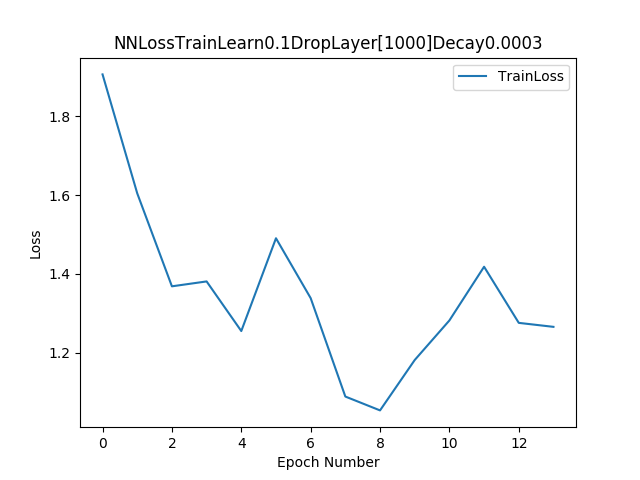 NNLossTrainLearn0.1DropLayer[1000]Decay0.0003
TrainLoss
1.8
1.6
1.4
1.2
Loss
0 2 4 6 8 10 12
Epoch Number